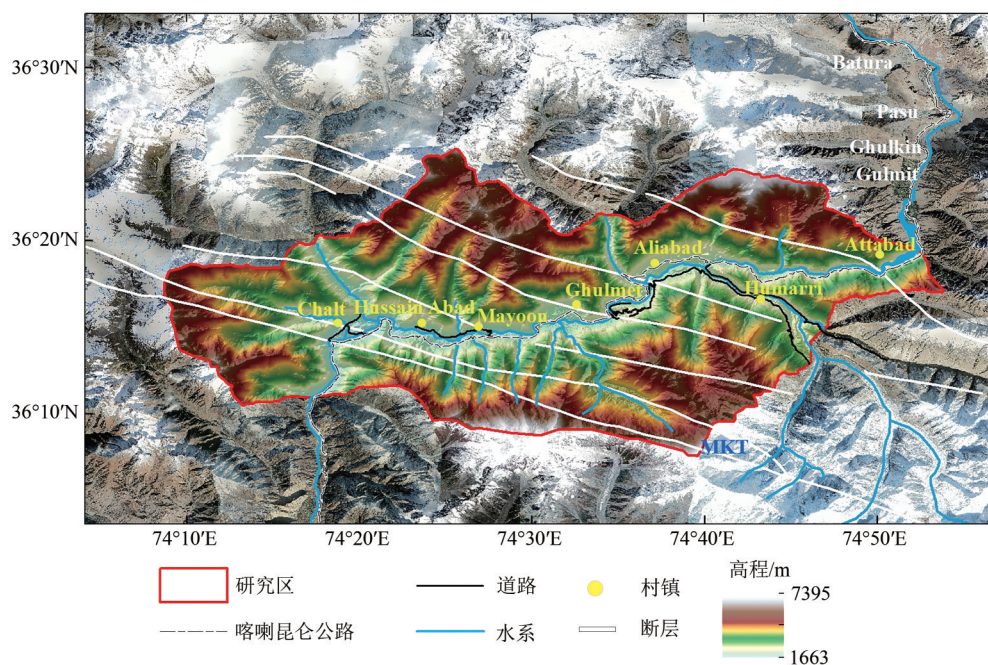 36°30′N
36°20′N
36°10′N
Batura
Pasu
Ghulkin
Gulmit
Attabad
Aliabad
Humarri
Ghulmet
Chalt
Hussain Abad
Mayoon
MKT
74°10′E
74°20′E
74°30′E
74°40′E
74°50′E
研究区
道路
村镇
喀喇昆仑公路
水系
断层
高程/m
7395
1663